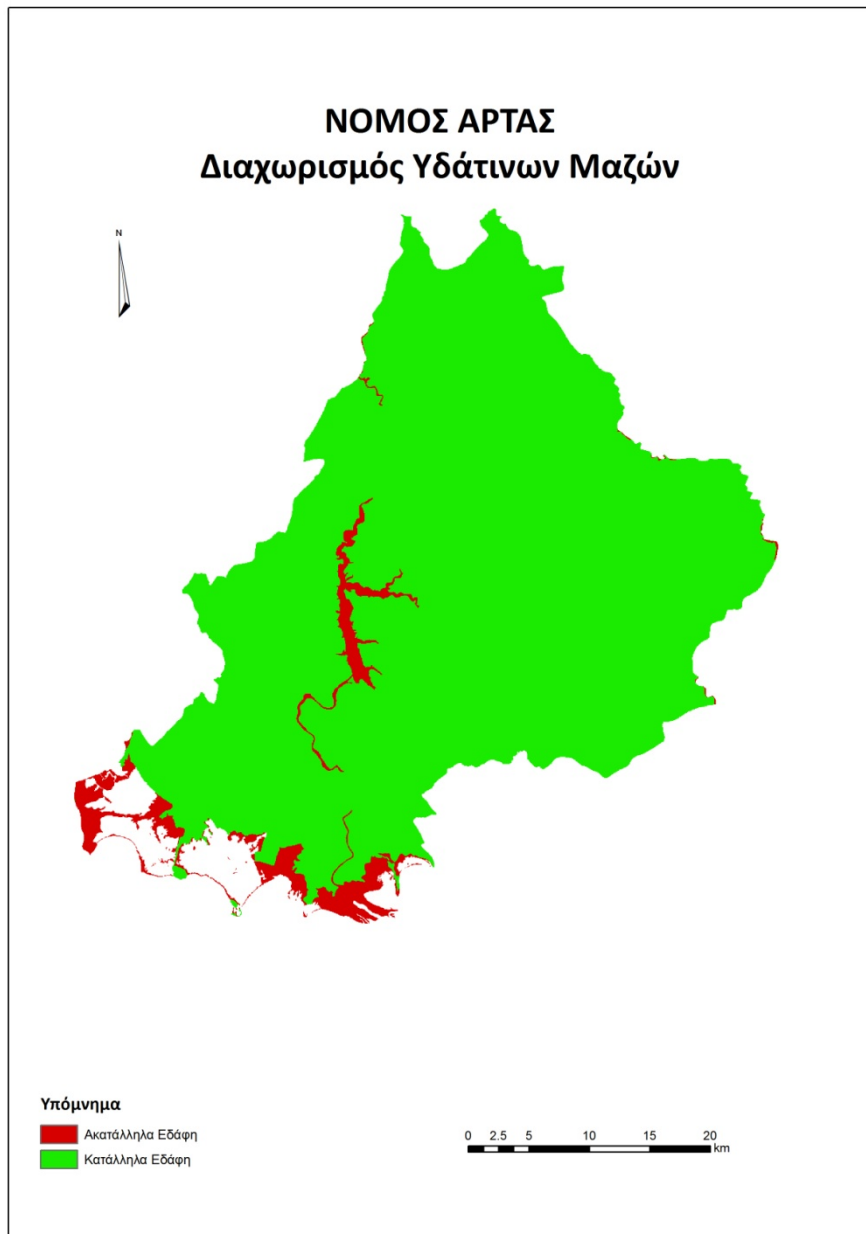 ΝΟΜΟΣ ΑΡΤΑΣ
Διαχωρισμός Υδάτινων Μαζών
N
Υπόμνημα
Ακατάλληλα Εδάφη
Κατάλληλα Εδάφη
0 2.5 5 10 15 20
km